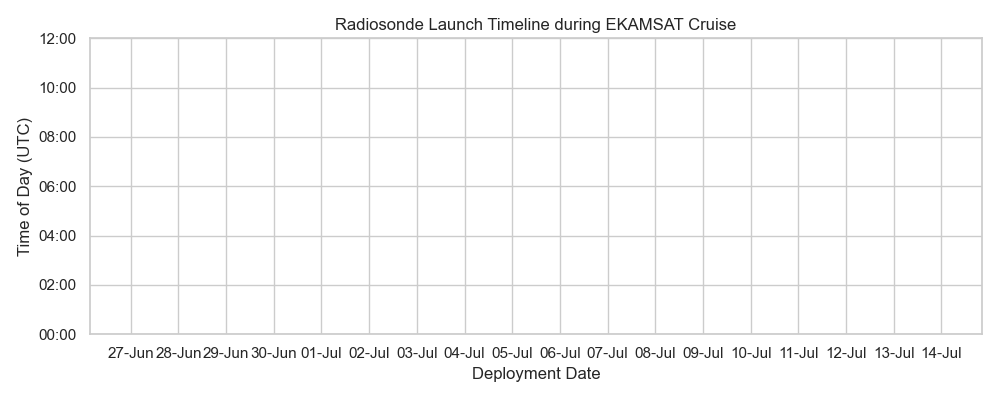 Radiosonde Launch Timeline during EKAMSAT Cruise
12:00
10:00
08:00
06:00
04:00
02:00
00:00
Time of Day (UTC)
27-Jun 28-Jun 29-Jun 30-Jun 01-Jul 02-Jul 03-Jul 04-Jul 05-Jul 06-Jul 07-Jul 08-Jul 09-Jul 10-Jul 11-Jul 12-Jul 13-Jul 14-Jul
Deployment Date